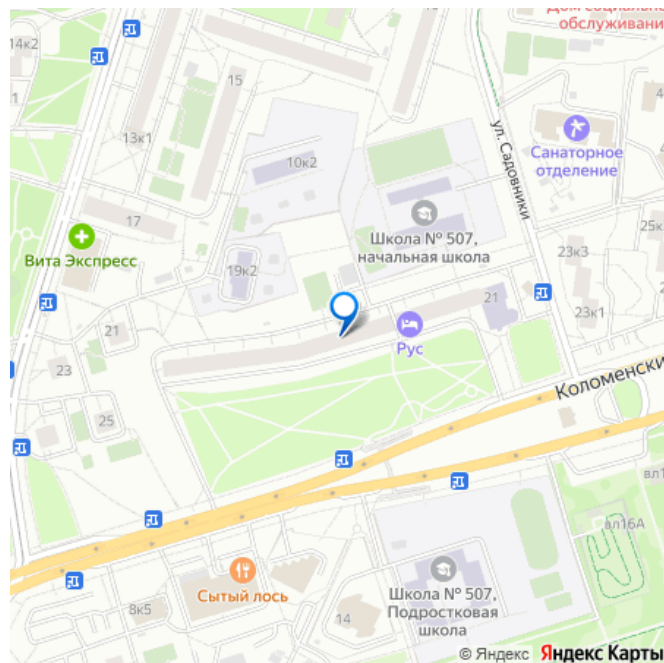 Дом социальн
обслуживани
14к2
15
13к1
10к2
ул. Садовники
Санаторное
отделение
4
17
Школа № 507,
начальная школа
25к
Вита Экспресс
19к2
23к3
21
21
23к1
Рус
23
Коломенски
25
вл1
вл16А
Сытый лось
8к5
14
Школа № 507,
Подростковая
школа
© Яндекс Яндекс Карты